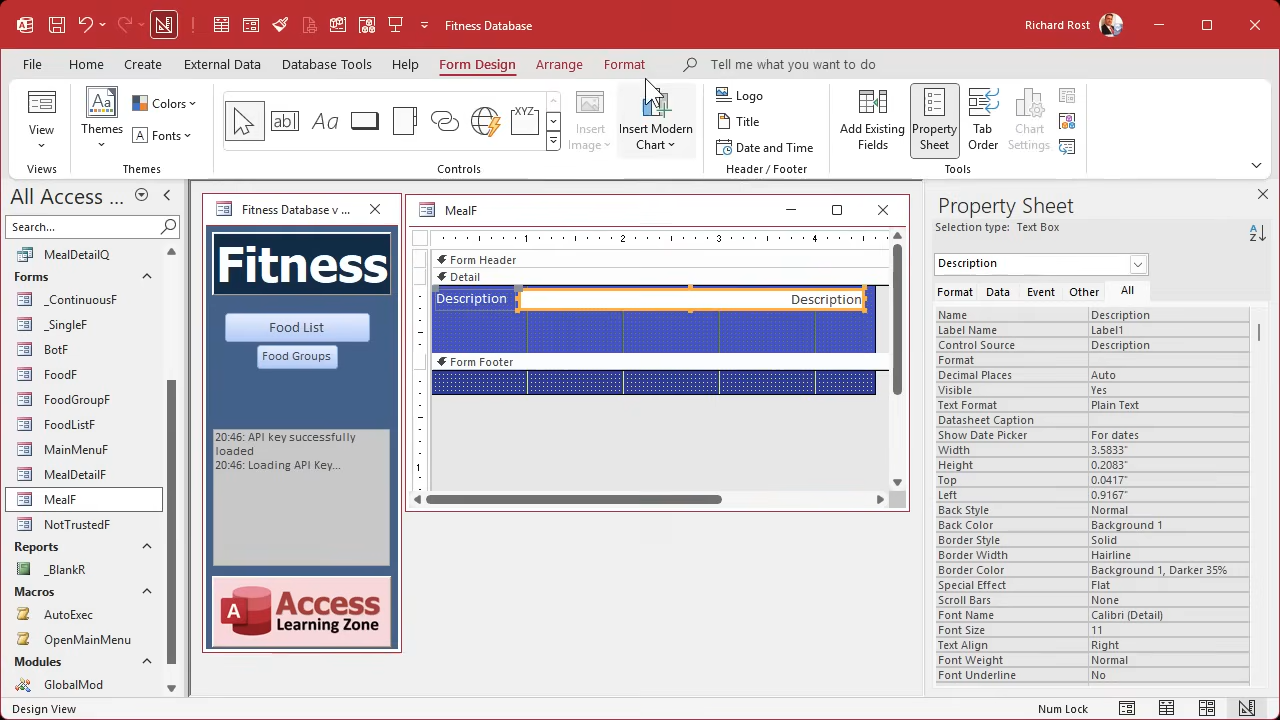 Fitness Database
Richard Rost
File Home Create External Data Database Tools Help Form Design Arrange Format Tell me what you want to do
View
Views
Themes
Colors
Fonts
Themes
ab|
Aa
XYZ
Controls
Insert Image
Insert Modern Chart
Logo
Title
Date and Time
Header / Footer
Add Existing Fields
Property Sheet
Tab Order
Chart Settings
Tools
All Access ...
Search...
MealDetailQ
Forms
_ContinuousF
_SingleF
BotF
FoodF
FoodGroupF
FoodListF
MainMenuF
MealDetailF
MealF
NotTrustedF
Reports
_BlankR
Macros
AutoExec
OpenMainMenu
Modules
GlobalMod
Fitness Database v ...
Fitness
Food List
Food Groups
20:46: API key successfully
loaded
20:46: Loading API Key...
Access
Learning Zone
MealF
1 2 3 4
Form Header
Detail
Description Description
Form Footer
1
Property Sheet
Selection type: Text Box
Description
Format Data Event Other All
Name Description
Label Name Label1
Control Source Description
Format
Decimal Places Auto
Visible Yes
Text Format Plain Text
Datasheet Caption
Show Date Picker For dates
Width 3.5833"
Height 0.2083"
Top 0.0417"
Left 0.9167"
Back Style Normal
Back Color Background 1
Border Style Solid
Border Width Hairline
Border Color Background 1, Darker 35%
Special Effect Flat
Scroll Bars None
Font Name Calibri (Detail)
Font Size 11
Text Align Right
Font Weight Normal
Font Underline No
Design View
Num Lock